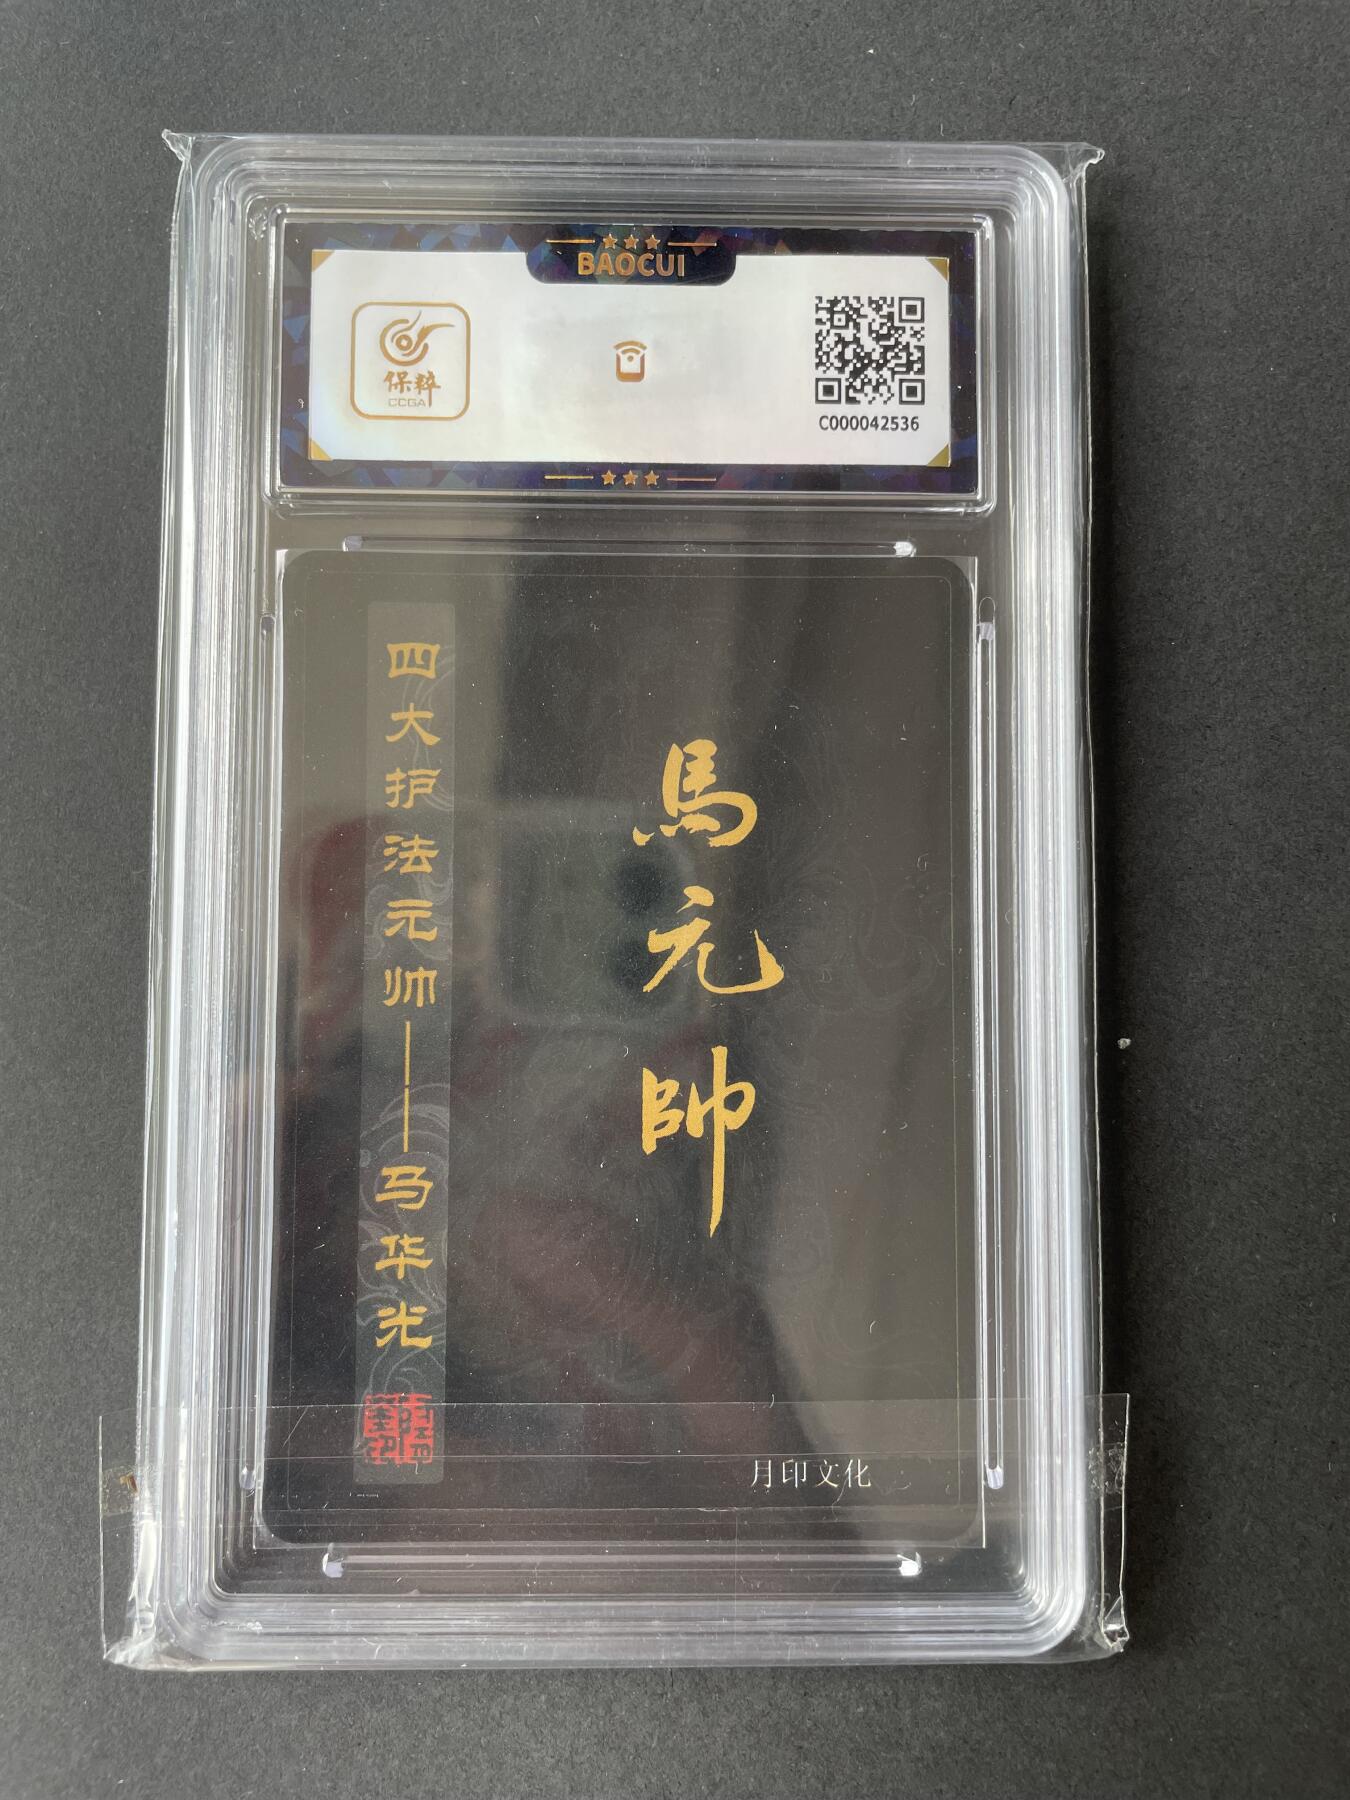 BAOCUI
保粹
CCGA
C000042536
四大护法元帅——马华光
馬元帥
月印文化